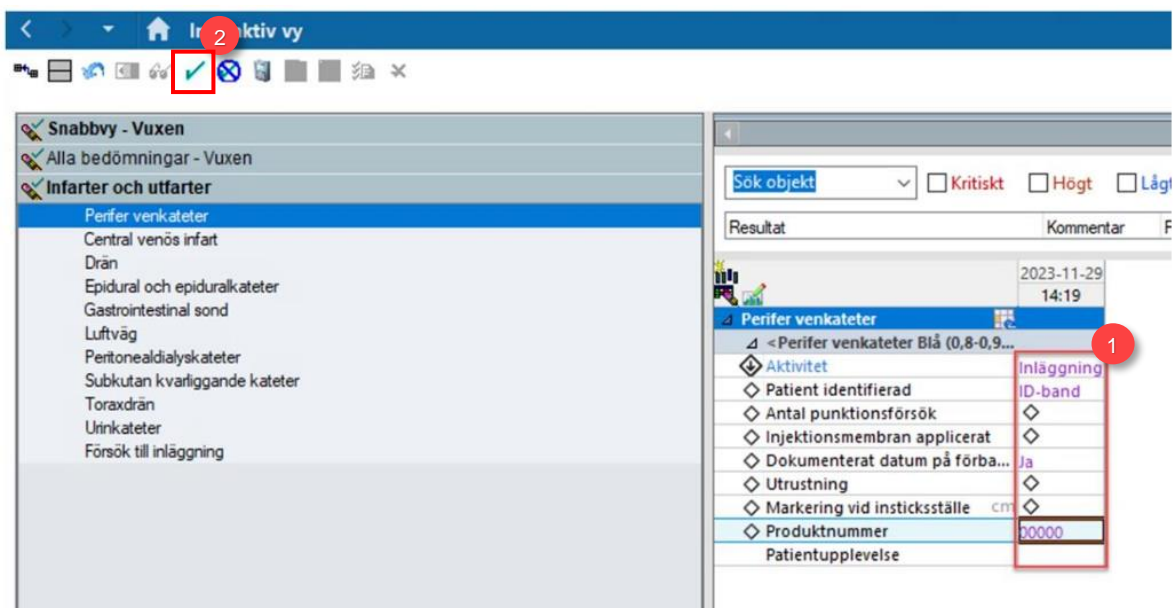 Interaktiv vy
2
Snabbvy - Vuxen
Alla bedömningar - Vuxen
Infarter och utfarter
Perifer venkateter
Central venös infart
Drän
Epidural och epiduralkateter
Gastrointestinal sond
Luftväg
Peritonealdialyskateter
Subkutan kvarliggande kateter
Toraxdrän
Urinkateter
Försök till inläggning
Sök objekt Kritiskt Högt Lågt
Resultat Kommentar F
2023-11-29
14:19
Perifer venkateter
<Perifer venkateter Blå (0,8-0,9...
1
Aktivitet Inläggning
Patient identifierad ID-band
Antal punktionsförsök
Injektionsmembran applicerat
Dokumenterat datum på förba... Ja
Utrustning
Markering vid insticksställe cm
Produktnummer 00000
Patientupplevelse